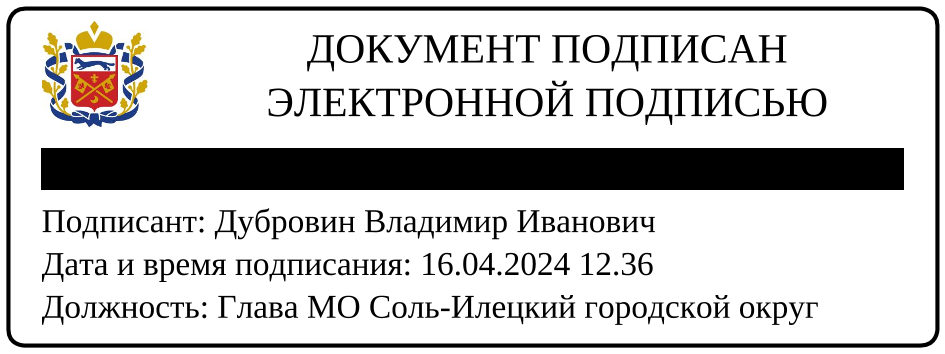 ДОКУМЕНТ ПОДПИСАН
ЭЛЕКТРОННОЙ ПОДПИСЬЮ
Подписант: Дубровин Владимир Иванович
Дата и время подписания: 16.04.2024 12.36
Должность: Глава МО Соль-Илецкий городской округ